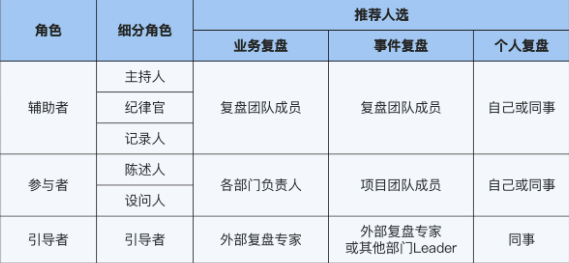 角色
细分角色
推荐人选
业务复盘
事件复盘
个人复盘
辅助者
主持人
纪律官
记录人
复盘团队成员
复盘团队成员
自己或同事
参与者
陈述人
设问人
各部门负责人
项目团队成员
自己或同事
引导者
引导者
外部复盘专家
外部复盘专家
或其他部门Leader
同事